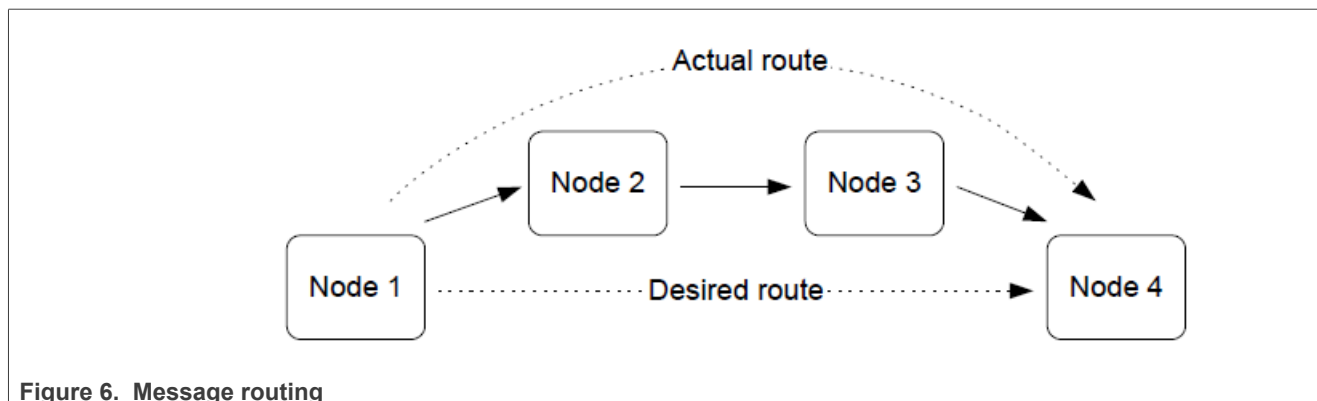 Actual route
Node 2
Node 3
Node 1
Desired route
Node 4
Figure 6. Message routing